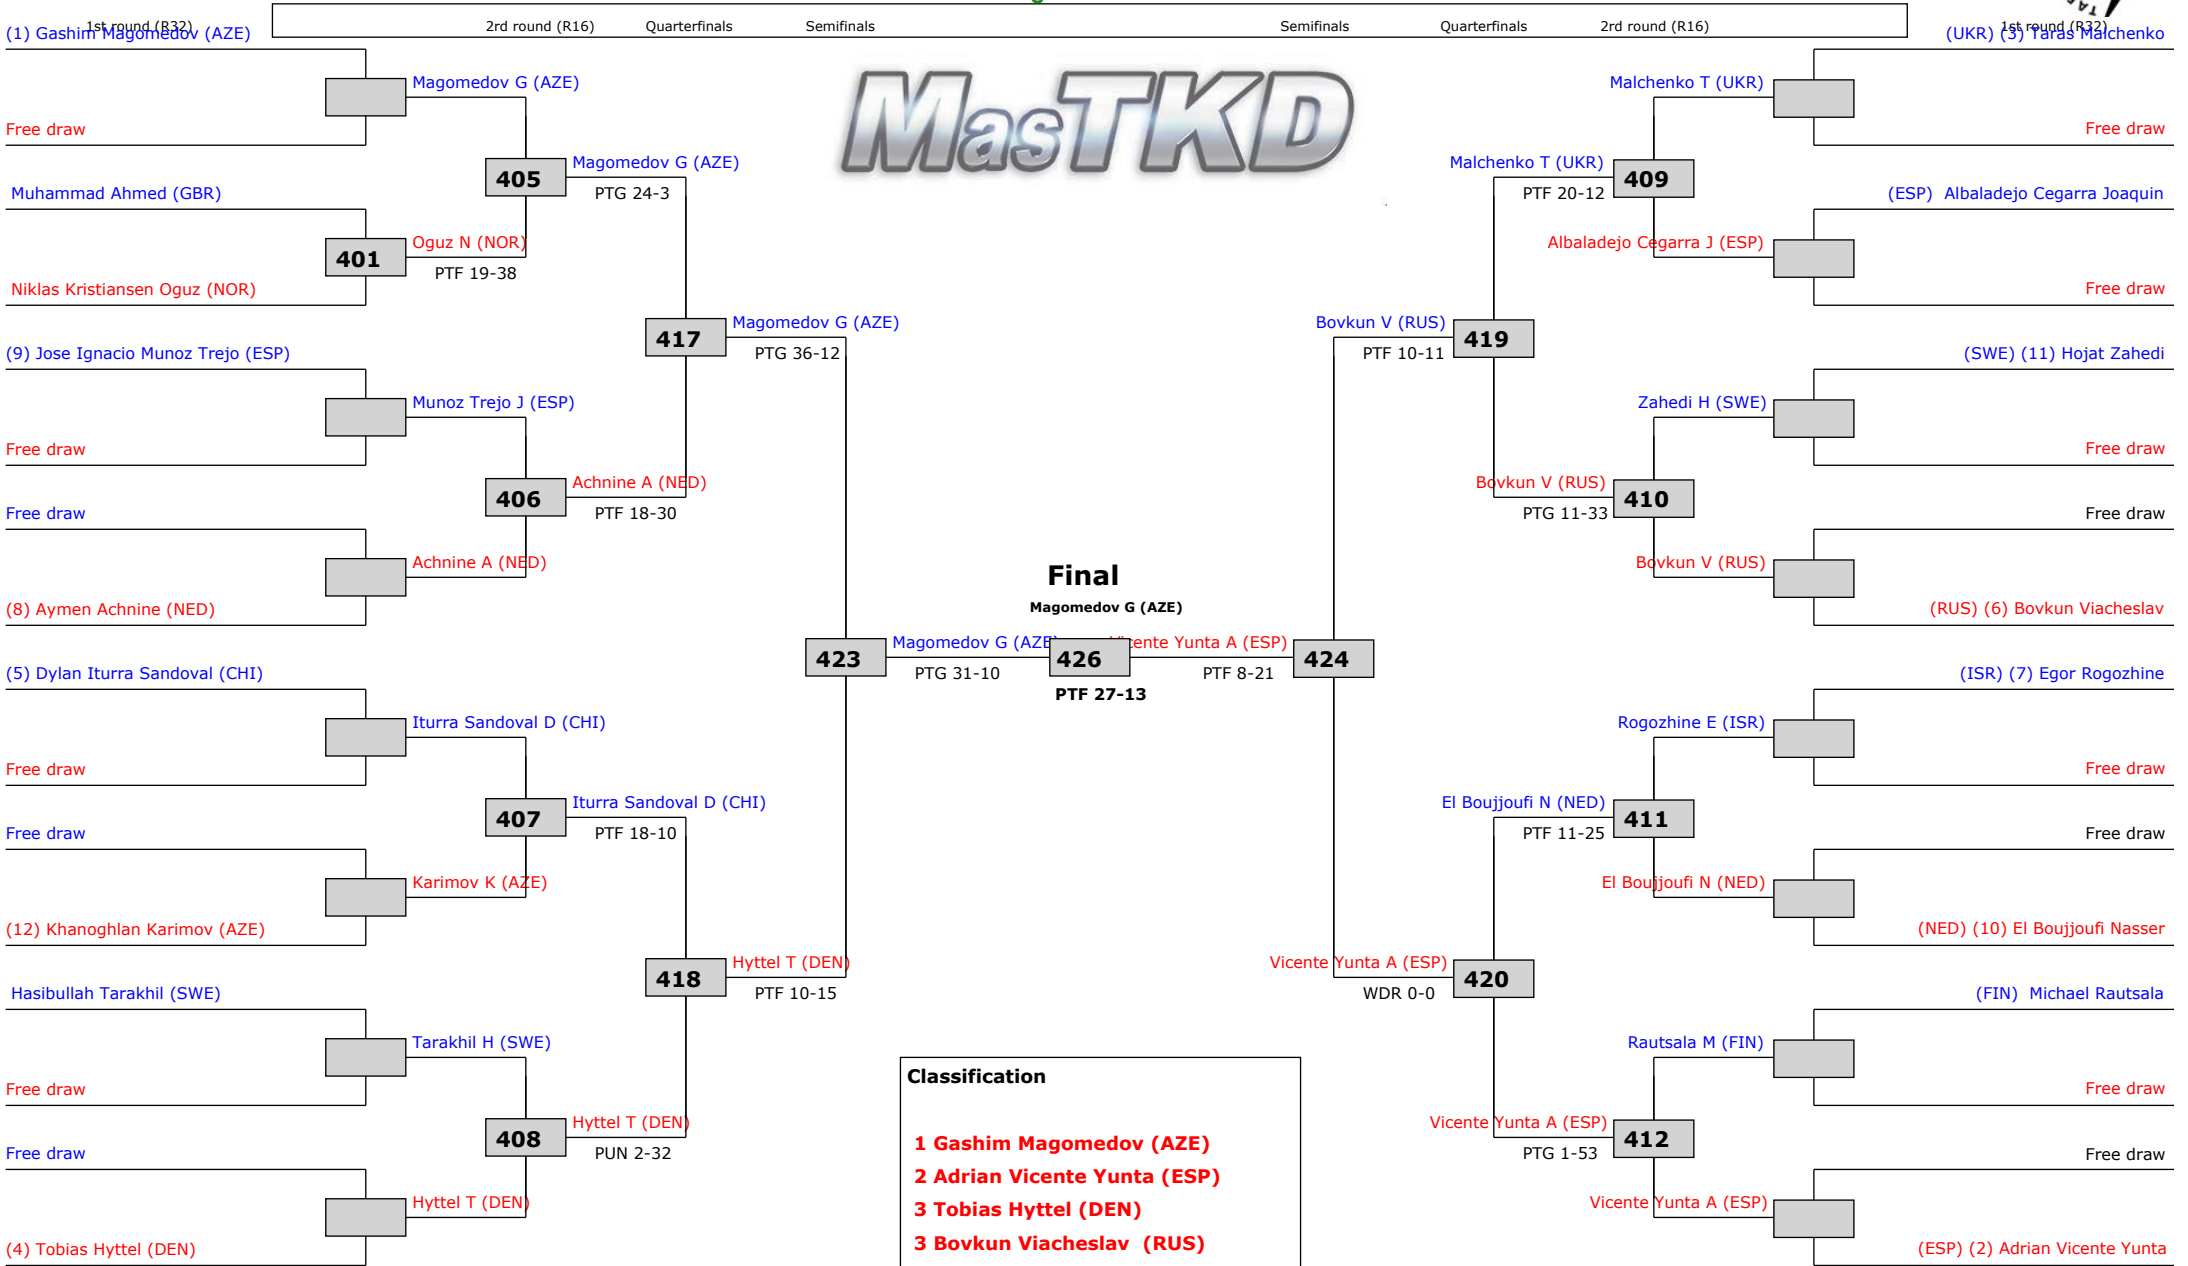 1st round (R32)
2rd round (R16)
Quarterfinals
Semifinals
Semifinals
Quarterfinals
2rd round (R16)
1st round (R32)
MasTKD
(1) Gashim Magomedov (AZE)
Free draw
Muhammad Ahmed (GBR)
Niklas Kristiansen Oguz (NOR)
(9) Jose Ignacio Munoz Trejo (ESP)
Free draw
Free draw
(8) Aymen Achnine (NED)
(5) Dylan Iturra Sandoval (CHI)
Free draw
Free draw
(12) Khanoghlan Karimov (AZE)
Hasibullah Tarakhil (SWE)
Free draw
Free draw
(4) Tobias Hyttel (DEN)
Magomedov G (AZE)
401
Oguz N (NOR)
PTF 19-38
Munoz Trejo J (ESP)
Achnine A (NED)
Iturra Sandoval D (CHI)
Karimov K (AZE)
Tarakhil H (SWE)
Hyttel T (DEN)
405
Magomedov G (AZE)
PTG 24-3
406
Achnine A (NED)
PTF 18-30
407
Iturra Sandoval D (CHI)
PTF 18-10
408
Hyttel T (DEN)
PUN 2-32
417
Magomedov G (AZE)
PTG 36-12
418
Hyttel T (DEN)
PTF 10-15
423
Magomedov G (AZE
PTG 31-10
Final
Magomedov G (AZE)
426
PTF 27-13
Yunta A (ESP)
PTF 8-21
424
Bovkun V (RUS)
PTF 10-11
419
Vicente Yunta A (ESP)
WDR 0-0
420
Malchenko T (UKR)
PTF 20-12
409
Bovkun V (RUS)
PTG 11-33
410
El Boujjoufi N (NED)
PTF 11-25
411
Vicente Yunta A (ESP)
PTG 1-53
412
Malchenko T (UKR)
Albaladejo Cegarra J (ESP)
Zahedi H (SWE)
Bovkun V (RUS)
Rogozhine E (ISR)
El Boujjoufi N (NED)
Rautsala M (FIN)
Vicente Yunta A (ESP)
(UKR) (3) Taras Malchenko
Free draw
(ESP) Albaladejo Cegarra Joaquin
Free draw
(SWE) (11) Hojat Zahedi
Free draw
Free draw
(RUS) (6) Bovkun Viacheslav
(ISR) (7) Egor Rogozhine
Free draw
Free draw
(NED) (10) El Boujjoufi Nasser
(FIN) Michael Rautsala
Free draw
Free draw
(ESP) (2) Adrian Vicente Yunta
Classification
1 Gashim Magomedov (AZE)
2 Adrian Vicente Yunta (ESP)
3 Tobias Hyttel (DEN)
3 Bovkun Viacheslav (RUS)